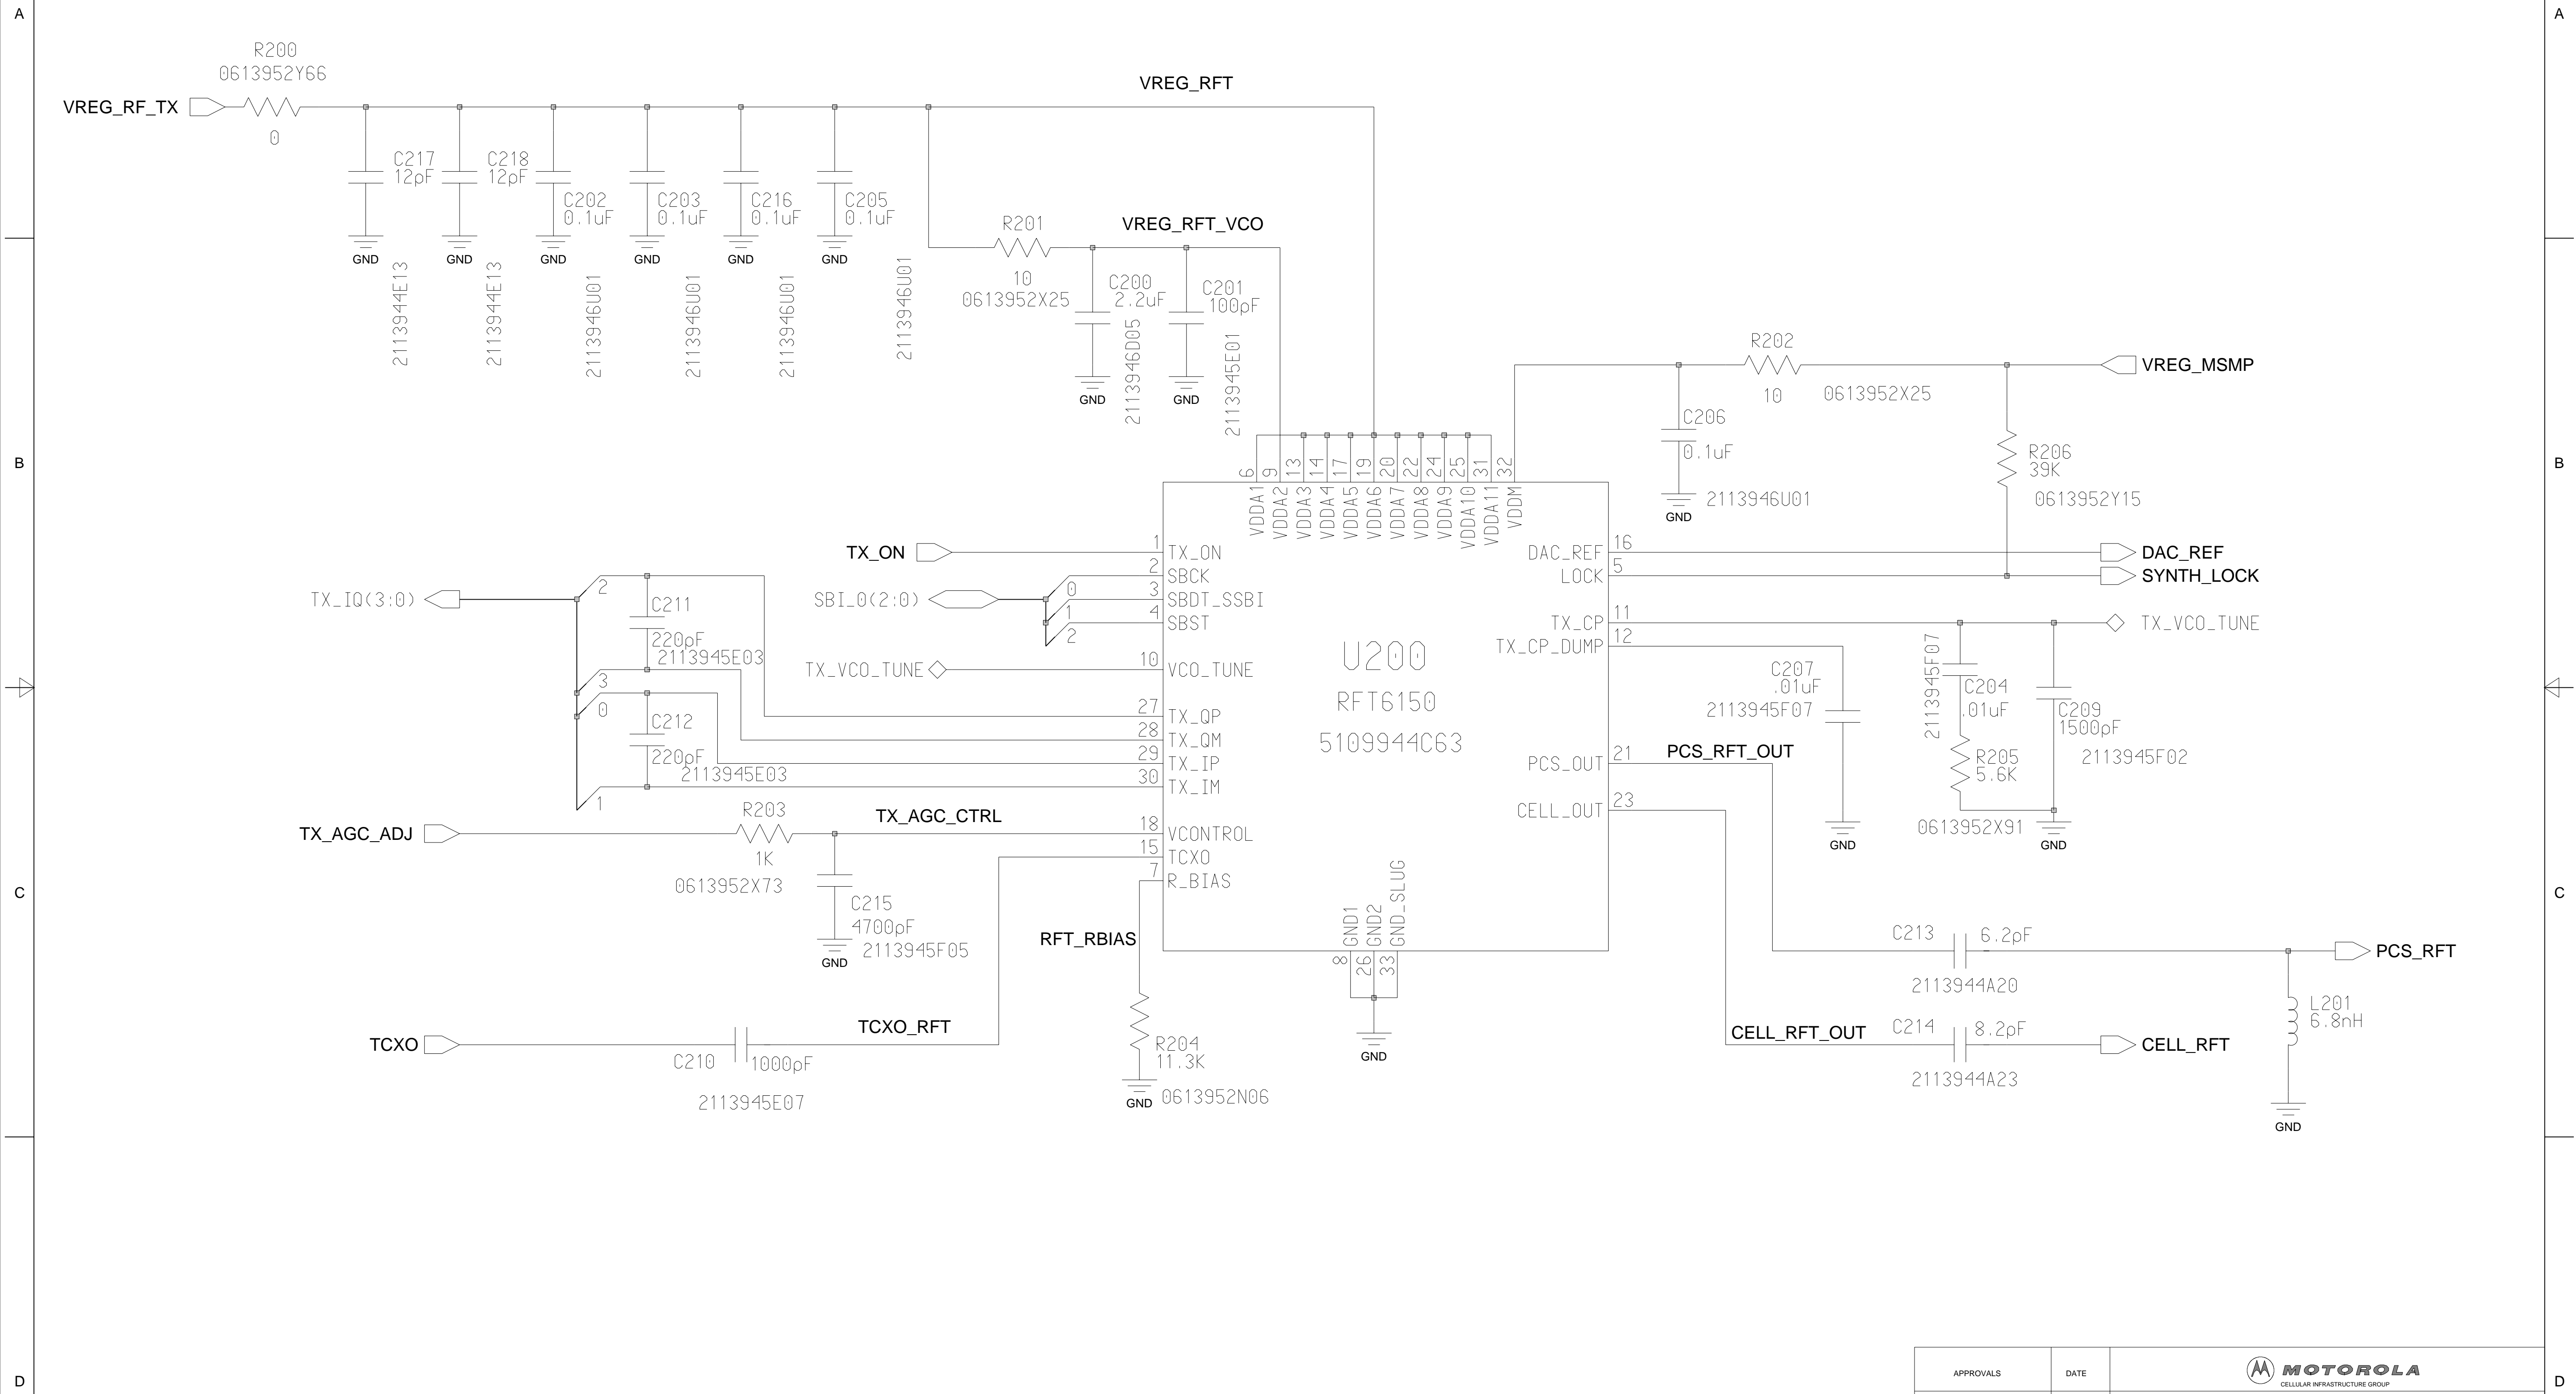 A
A
R200
0613952Y66
VREG_RF_TX
0
VREG_RFT
C217
12pF
C218
12pF
C202
0.1uF
C203
0.1uF
C216
0.1uF
C205
0.1uF
GND
GND
GND
GND
GND
GND
2113944E13
2113944E13
2113946U01
2113946U01
2113946U01
2113946U01
R201
10
0613952X25
VREG_RFT_VCO
C200
2.2uF
C201
100pF
2113946D05
2113945E01
GND
GND
R202
10
0613952X25
VREG_MSMP
C206
0.1uF
GND
2113946U01
R206
39K
0613952Y15
B
B
6
9
13
14
17
19
20
22
24
25
31
32
VDDA1
VDDA2
VDDA3
VDDA4
VDDA5
VDDA6
VDDA7
VDDA8
VDDA9
VDDA10
VDDA11
VDDM
TX_ON
1
TX_ON
2
SBCK
3
SBDT_SSBI
4
SBST
SBI_0(2:0)
0
1
2
TX_VCO_TUNE
10
VCO_TUNE
TX_IQ(3:0)
2
3
0
1
C211
220pF
2113945E03
C212
220pF
2113945E03
27
TX_QP
28
TX_QM
29
TX_IP
30
TX_IM
U200
RFT6150
5109944C63
DAC_REF
16
DAC_REF
LOCK
5
SYNTH_LOCK
TX_CP
11
TX_VCO_TUNE
TX_CP_DUMP
12
C207
.01uF
2113945F07
GND
2113945F07
C204
.01uF
R205
5.6K
0613952X91
C209
1500pF
2113945F02
GND
PCS_OUT
21
PCS_RFT_OUT
CELL_OUT
23
TX_AGC_ADJ
R203
1K
0613952X73
TX_AGC_CTRL
18
VCONTROL
15
TCXO
7
R_BIAS
C
C
C215
4700pF
GND
2113945F05
RFT_RBIAS
GND1
GND2
GND_SLUG
8
26
33
GND
C213
6.2pF
2113944A20
PCS_RFT
L201
6.8nH
GND
TCXO
C210
1000pF
2113945E07
TCXO_RFT
R204
11.3K
GND
0613952N06
CELL_RFT_OUT
C214
8.2pF
2113944A23
CELL_RFT
APPROVALS
DATE
MOTOROLA
CELLULAR INFRASTRUCTURE GROUP
D
D